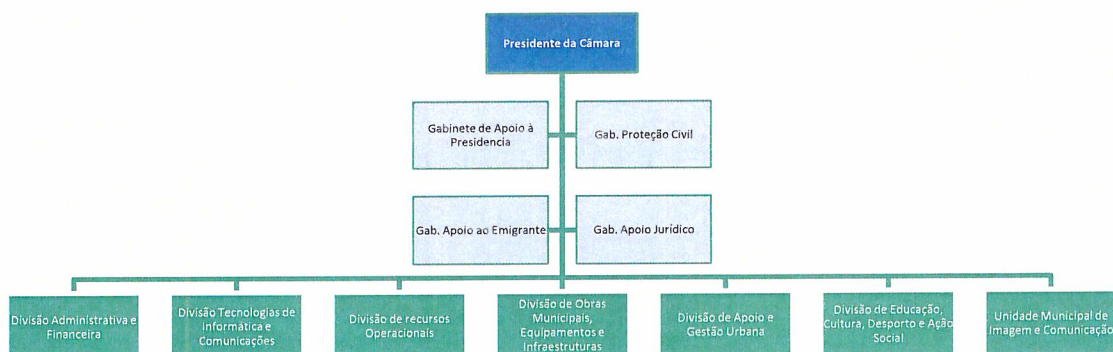 Presidente da Câmara
Gabinete de Apoio à
Presidencia
Gab. Proteção Civil
Gab. Apoio ao Emigrante
Gab. Apoio Jurídico
Divisão Administrativa e
Financeira
Divisão Tecnologias de
Informática e
Comunicações
Divisão de recursos
Operacionais
Divisão de Obras
Municipais,
Equipamentos e
Infraestruturas
Divisão de Apoio e
Gestão Urbana
Divisão de Educação,
Cultura, Desporto e Ação
Social
Unidade Municipal de
Imagem e Comunicação